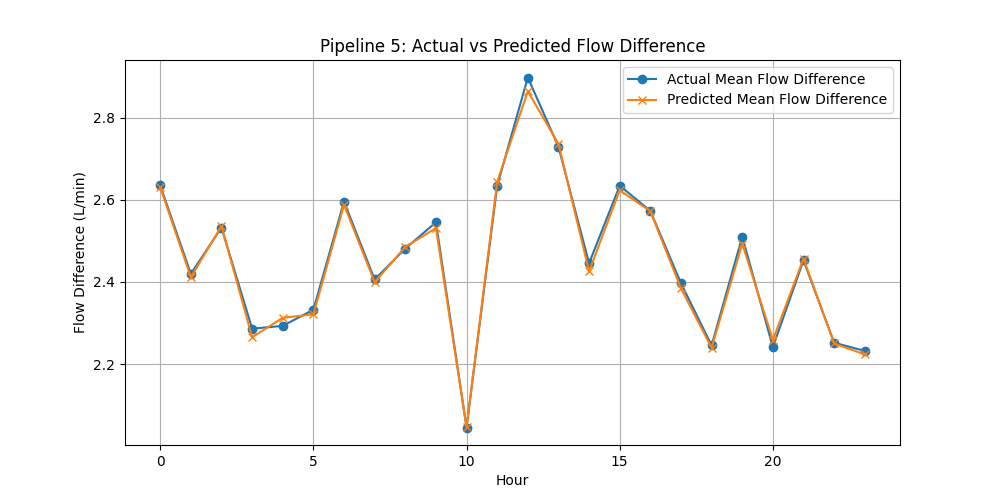 Pipeline 5: Actual vs Predicted Flow Difference
Actual Mean Flow Difference
Predicted Mean Flow Difference
Flow Difference (L/min)
2.8
2.6
2.4
2.2
0
5
10
15
20
Hour